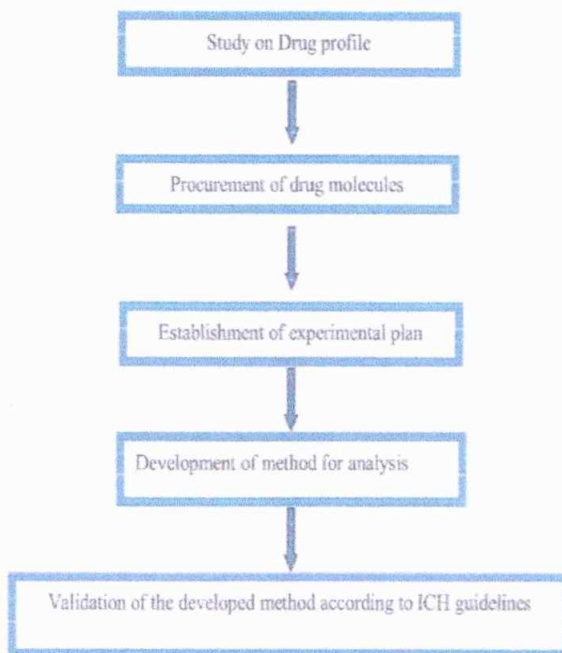 Study on Drug profile
Procurement of drug molecules
Establishment of experimental plan
Development of method for analysis
Validation of the developed method according to ICH guidelines